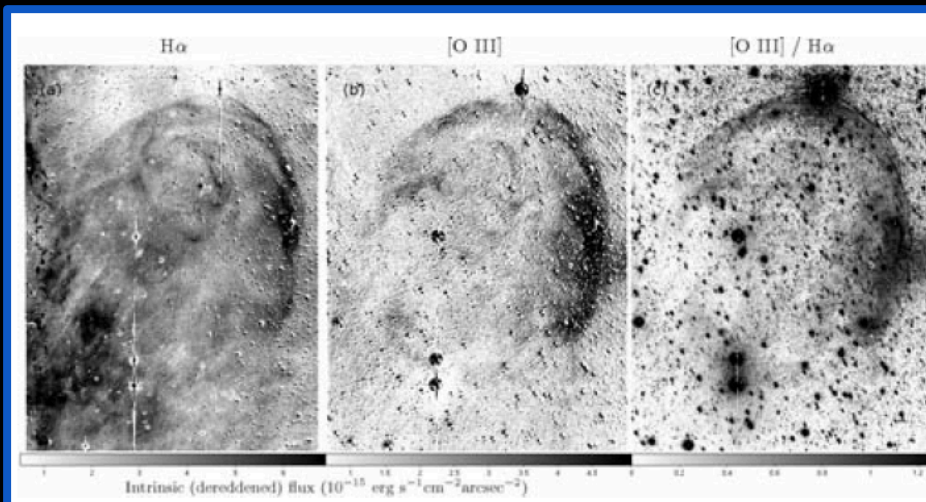 Hα [O III] [O III] / Hα
(a) (b) (c)
1 2 3 4 5 6 1 1.5 2 2.5 3 3.5 4 4.5 0 0.2 0.4 0.6 0.8 1 1.2
Intrinsic (dereddened) flux (10⁻¹⁵ erg s⁻¹cm⁻²arcsec⁻²)